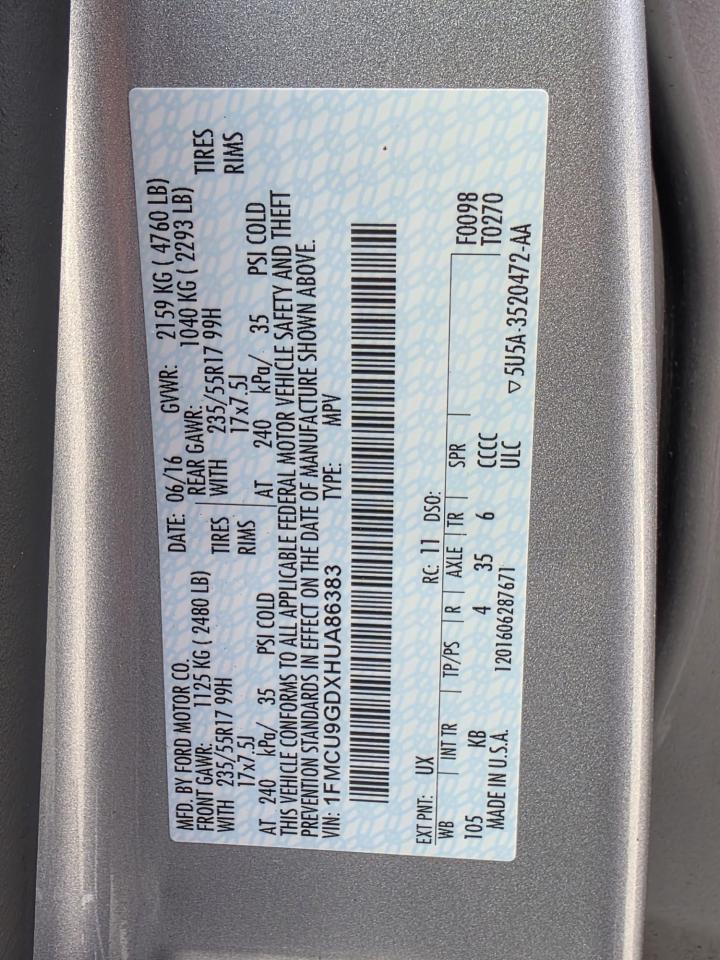 MFD. BY FORD MOTOR CO.
DATE: 06/16 GVWR: 2159 KG ( 4760 LB)
FRONT GAWR: 1125 KG ( 2480 LB)
REAR GAWR: 1040 KG ( 2293 LB)
WITH 235/55R17 99H TIRES
WITH 235/55R17 99H TIRES
17x7.5J RIMS
17x7.5J RIMS
AT 240 kPa/ 35 PSI COLD
AT 240 kPa/ 35 PSI COLD
THIS VEHICLE CONFORMS TO ALL APPLICABLE FEDERAL MOTOR VEHICLE SAFETY AND THEFT
PREVENTION STANDARDS IN EFFECT ON THE DATE OF MANUFACTURE SHOWN ABOVE.
VIN: 1FMCU9GDXHUA86383 TYPE: MPV
EXT PNT: UX RC: 11 DSO:
WB INT TR TP/PS R AXLE TR SPR F0098
105 KB 4 35 6 CCCC T0270
MADE IN U.S.A. 1201606287671 ULC ▽5U5A-3520472-AA